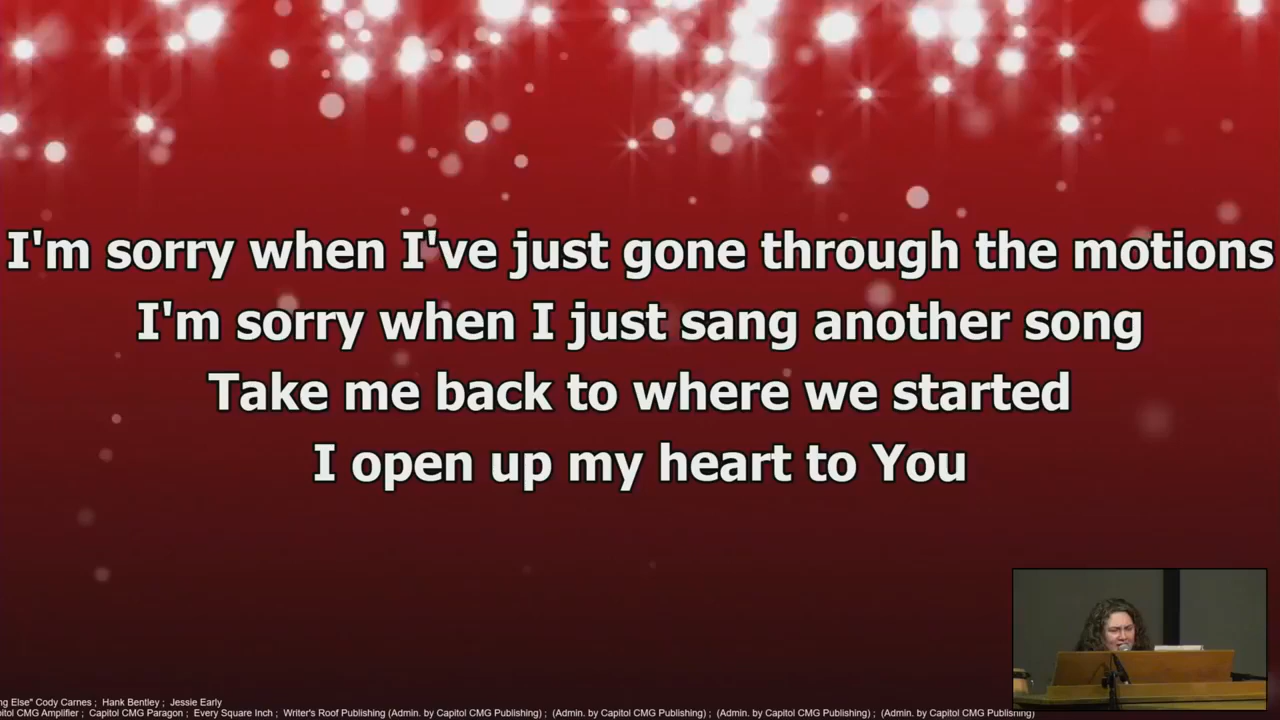 I'm sorry when I've just gone through the motions
I'm sorry when I just sang another song
Take me back to where we started
I open up my heart to You
ng Else" Cody Carnes ; Hank Bentley ; Jessie Early
itol CMG Amplifier ; Capitol CMG Paragon ; Every Square Inch ; Writer's Roof Publishing (Admin. by Capitol CMG Publishing) ; (Admin. by Capitol CMG Publishing) ; (Admin. by Capitol CMG Publishing) ; (Admin. by Capitol CMG Publishing)